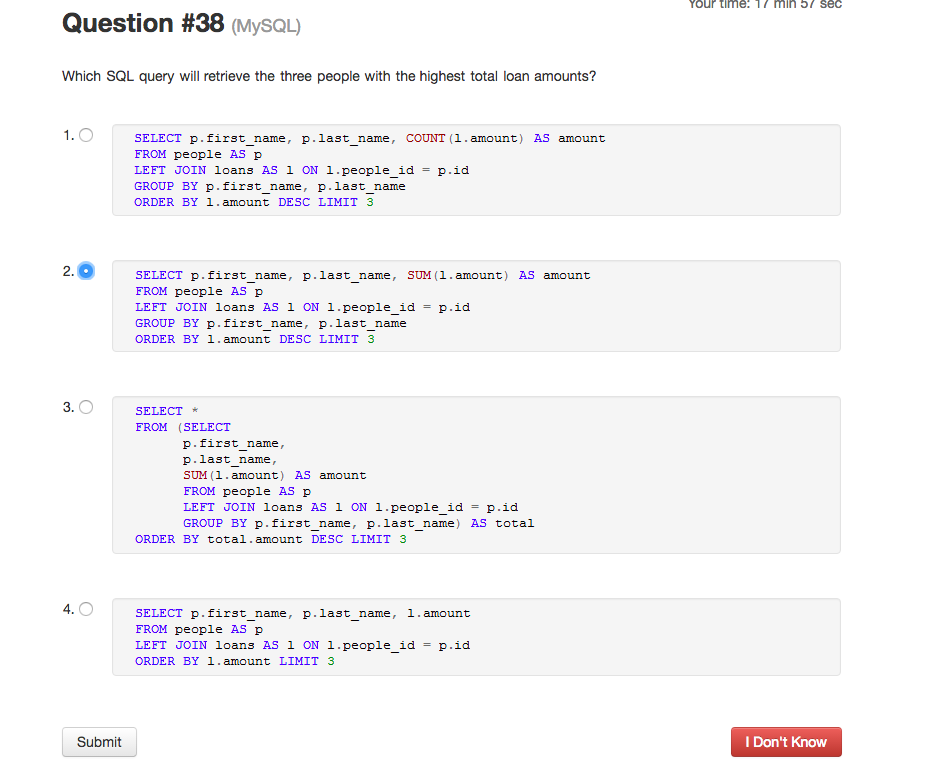 Your time: 17 min 57 sec
Question #38 (MySQL)
Which SQL query will retrieve the three people with the highest total loan amounts?
1.
SELECT p.first_name, p.last_name, COUNT(l.amount) AS amount
FROM people AS p
LEFT JOIN loans AS l ON l.people_id = p.id
GROUP BY p.first_name, p.last_name
ORDER BY l.amount DESC LIMIT 3
2.
SELECT p.first_name, p.last_name, SUM(l.amount) AS amount
FROM people AS p
LEFT JOIN loans AS l ON l.people_id = p.id
GROUP BY p.first_name, p.last_name
ORDER BY l.amount DESC LIMIT 3
3.
SELECT *
FROM (SELECT
p.first_name,
p.last_name,
SUM(l.amount) AS amount
FROM people AS p
LEFT JOIN loans AS l ON l.people_id = p.id
GROUP BY p.first_name, p.last_name) AS total
ORDER BY total.amount DESC LIMIT 3
4.
SELECT p.first_name, p.last_name, l.amount
FROM people AS p
LEFT JOIN loans AS l ON l.people_id = p.id
ORDER BY l.amount LIMIT 3
Submit
I Don't Know